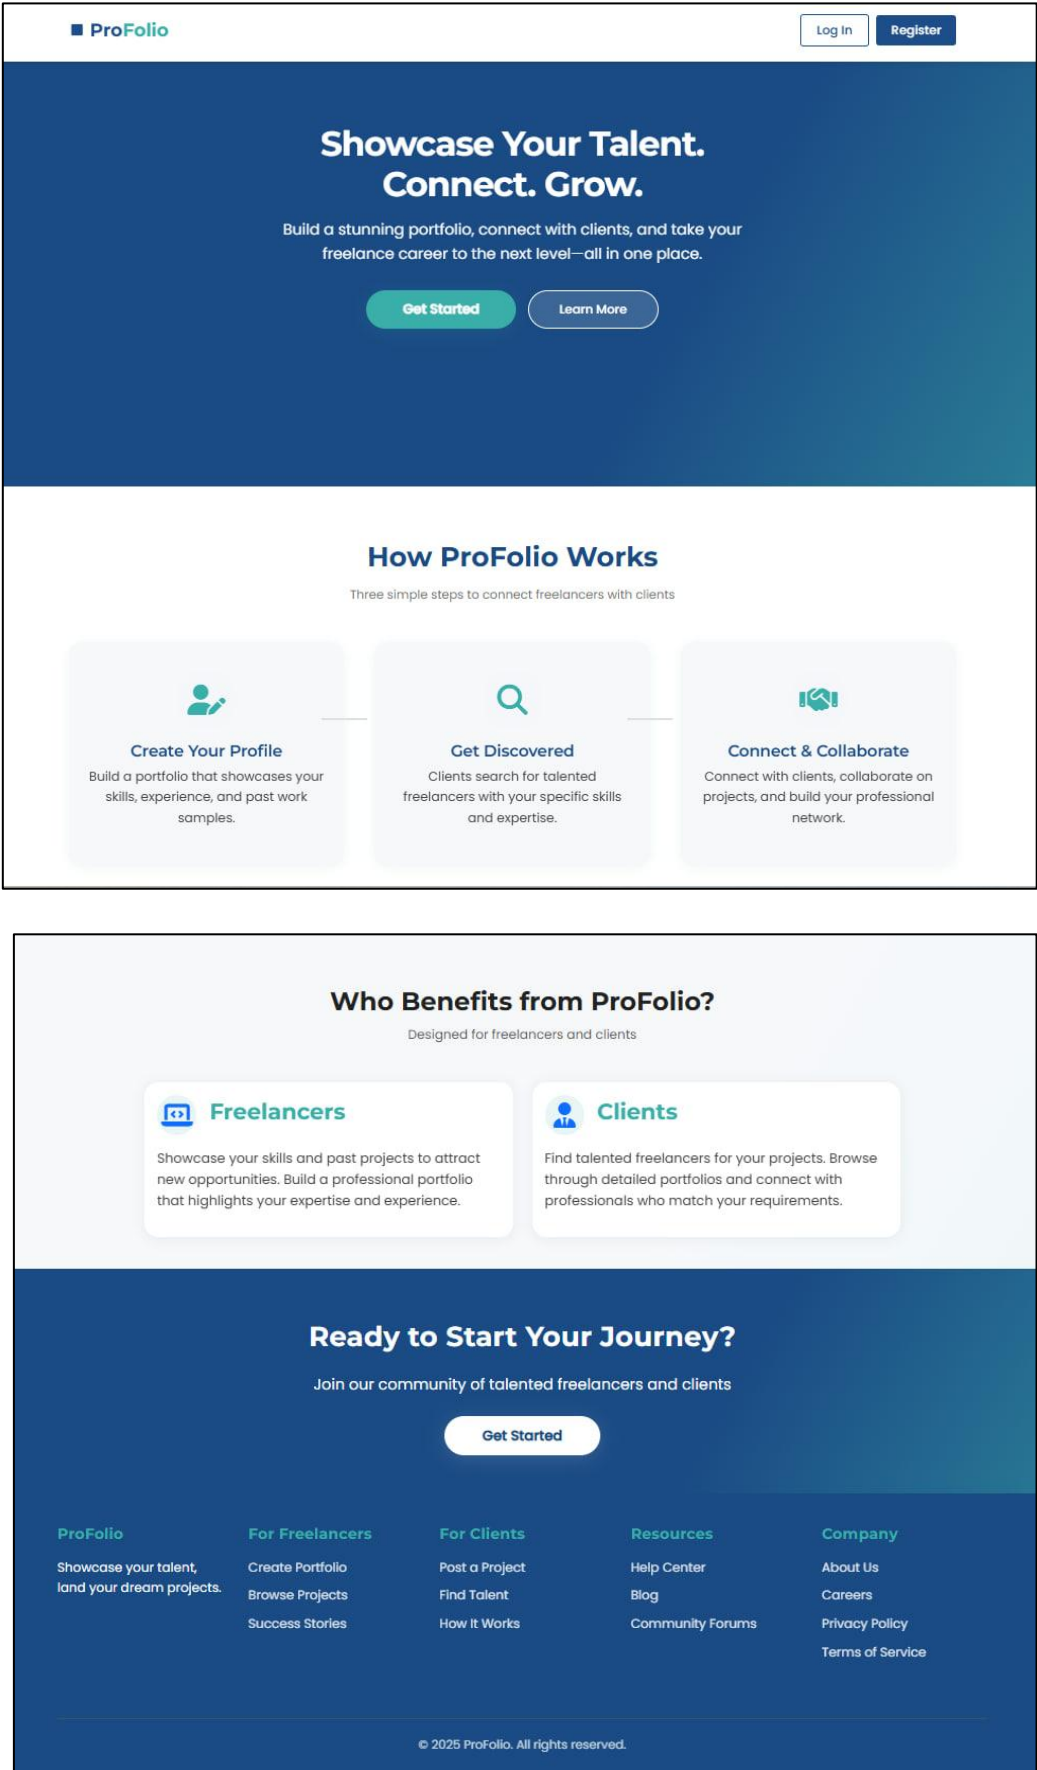 ProFolio
Log In
Register
Showcase Your Talent.
Connect. Grow.
Build a stunning portfolio, connect with clients, and take your
freelance career to the next level—all in one place.
Get Started
Learn More
How ProFolio Works
Three simple steps to connect freelancers with clients
Create Your Profile
Build a portfolio that showcases your
skills, experience, and past work
samples.
Get Discovered
Clients search for talented
freelancers with your specific skills
and expertise.
Connect & Collaborate
Connect with clients, collaborate on
projects, and build your professional
network.
Who Benefits from ProFolio?
Designed for freelancers and clients
Freelancers
Showcase your skills and past projects to attract
new opportunities. Build a professional portfolio
that highlights your expertise and experience.
Clients
Find talented freelancers for your projects. Browse
through detailed portfolios and connect with
professionals who match your requirements.
Ready to Start Your Journey?
Join our community of talented freelancers and clients
Get Started
ProFolio
Showcase your talent,
land your dream projects.
For Freelancers
Create Portfolio
Browse Projects
Success Stories
For Clients
Post a Project
Find Talent
How It Works
Resources
Help Center
Blog
Community Forums
Company
About Us
Careers
Privacy Policy
Terms of Service
© 2025 ProFolio. All rights reserved.